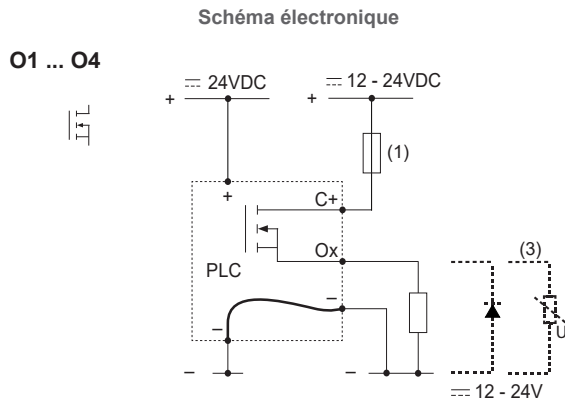 Schéma électronique
O1 ... O4
⎓ 24VDC
⎓ 12 - 24VDC
+
+
(1)
+
C+
Ox
PLC
(3)
–
–
U
–
–
⎓ 12 - 24V